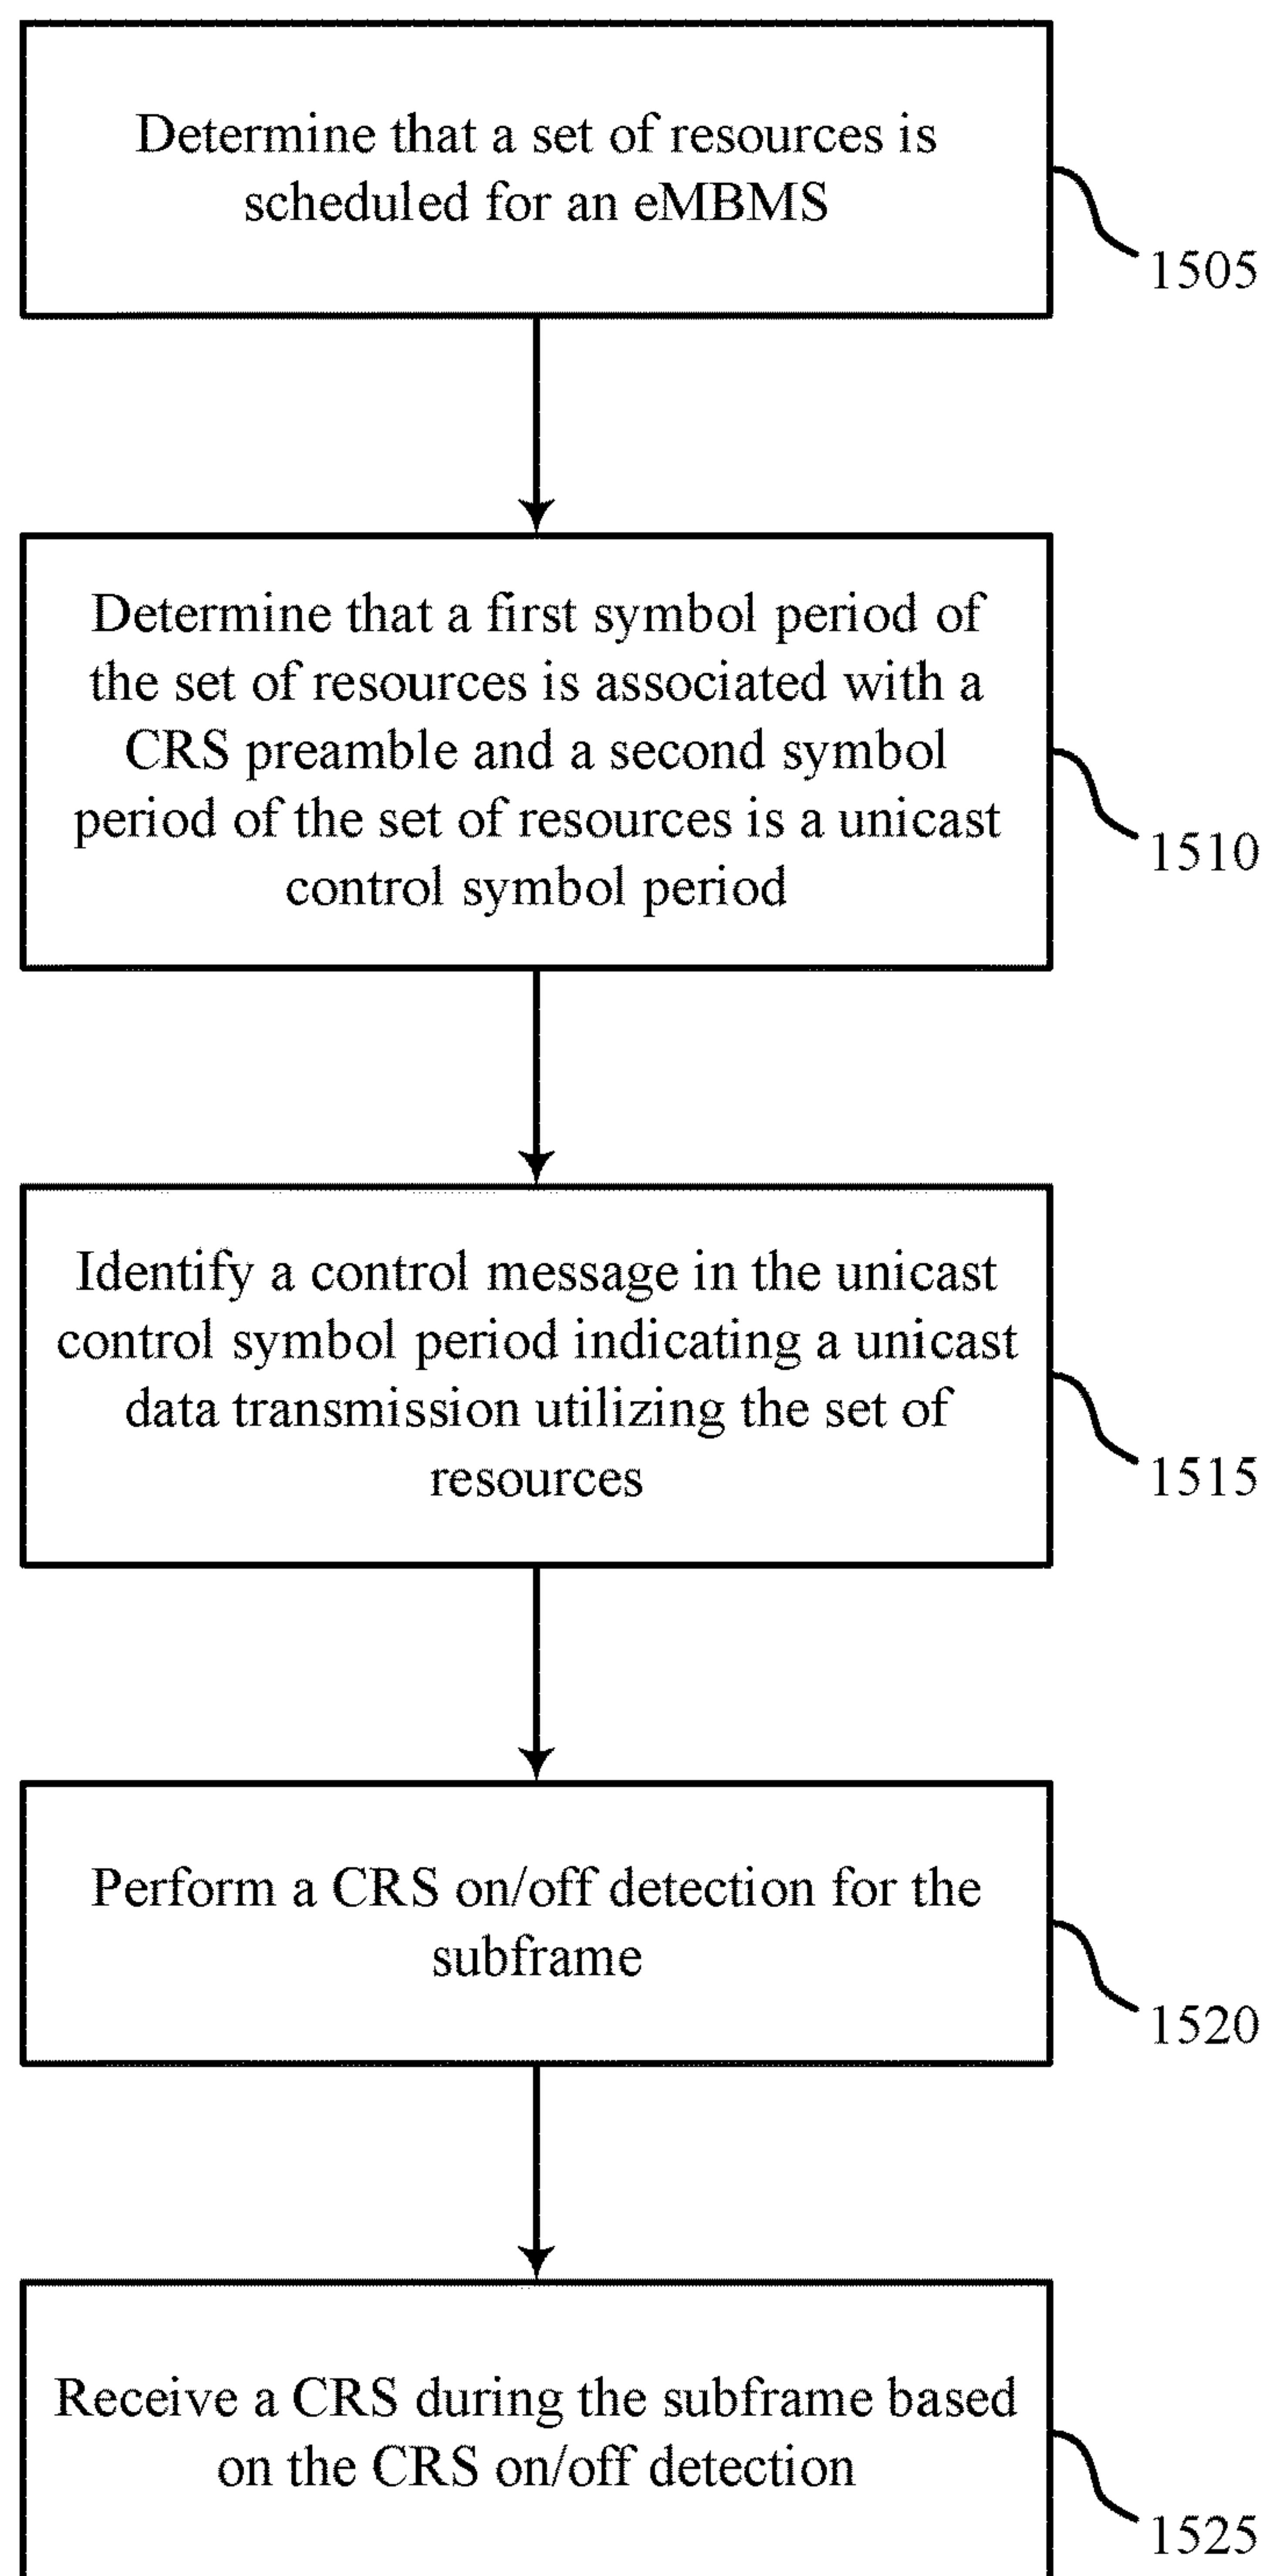 Determine that a set of resources is
scheduled for an eMBMS
1505
Determine that a first symbol period of
the set of resources is associated with a
CRS preamble and a second symbol
period of the set of resources is a unicast
control symbol period
1510
Identify a control message in the unicast
control symbol period indicating a unicast
data transmission utilizing the set of
resources
1515
Perform a CRS on/off detection for the
subframe
1520
Receive a CRS during the subframe based
on the CRS on/off detection
1525